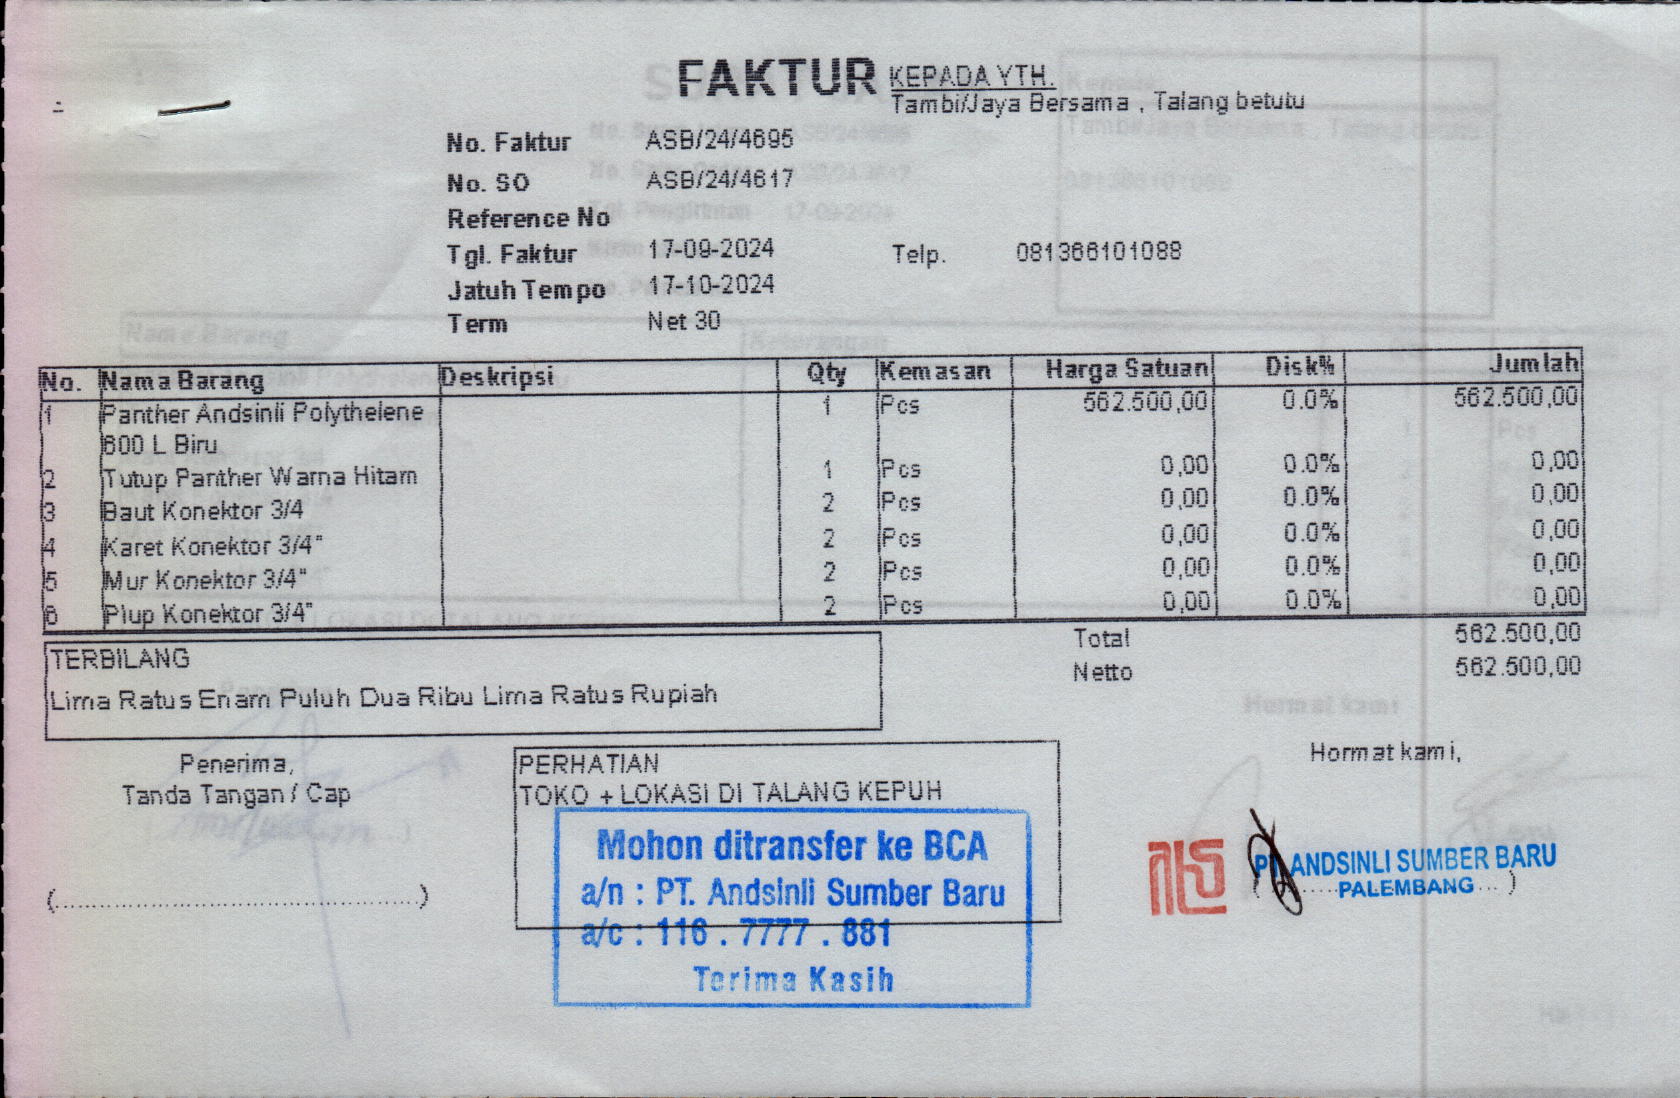 FAKTUR KEPADA YTH.
Tambi/Jaya Bersama , Talang betutu
No. Faktur ASB/24/4695
No. SO ASB/24/4617
Reference No
Tgl. Faktur 17-09-2024 Telp. 081366101088
Jatuh Tempo 17-10-2024
Term Net 30
No. Nama Barang Deskripsi Qty Kemasan Harga Satuan Disk% Jumlah
1 Panther Andsinli Polythelene 1 Pcs 562.500,00 0.0% 562.500,00
600 L Biru
2 Tutup Panther Warna Hitam 1 Pcs 0,00 0.0% 0,00
3 Baut Konektor 3/4 2 Pcs 0,00 0.0% 0,00
4 Karet Konektor 3/4" 2 Pcs 0,00 0.0% 0,00
5 Mur Konektor 3/4" 2 Pcs 0,00 0.0% 0,00
6 Plup Konektor 3/4" 2 Pcs 0,00 0.0% 0,00
Total 562.500,00
Netto 562.500,00
TERBILANG
Lima Ratus Enam Puluh Dua Ribu Lima Ratus Rupiah
Penerima,
Tanda Tangan / Cap
(........................................................)
PERHATIAN
TOKO + LOKASI DI TALANG KEPUH
Mohon ditransfer ke BCA
a/n : PT. Andsinli Sumber Baru
a/c : 116 . 7777 . 881
Terima Kasih
Hormat kami,
PT. ANDSINLI SUMBER BARU
PALEMBANG